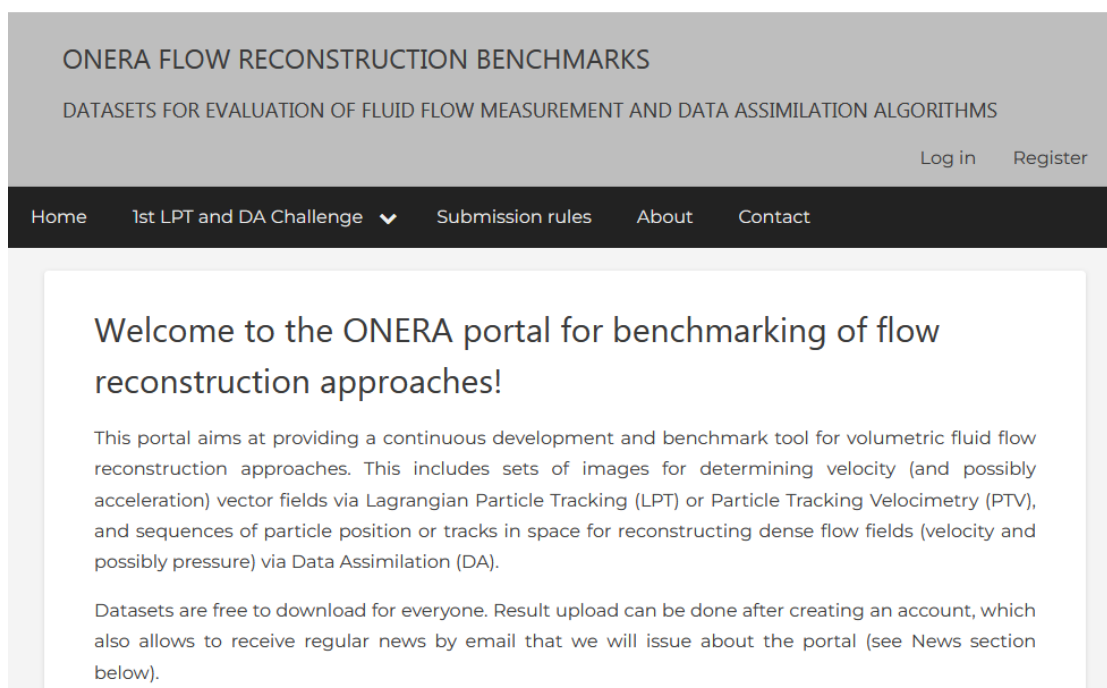 ONERA FLOW RECONSTRUCTION BENCHMARKS
DATASETS FOR EVALUATION OF FLUID FLOW MEASUREMENT AND DATA ASSIMILATION ALGORITHMS
Log in Register
Home 1st LPT and DA Challenge Submission rules About Contact
Welcome to the ONERA portal for benchmarking of flow
reconstruction approaches!
This portal aims at providing a continuous development and benchmark tool for volumetric fluid flow
reconstruction approaches. This includes sets of images for determining velocity (and possibly
acceleration) vector fields via Lagrangian Particle Tracking (LPT) or Particle Tracking Velocimetry (PTV),
and sequences of particle position or tracks in space for reconstructing dense flow fields (velocity and
possibly pressure) via Data Assimilation (DA).
Datasets are free to download for everyone. Result upload can be done after creating an account, which
also allows to receive regular news by email that we will issue about the portal (see News section
below).